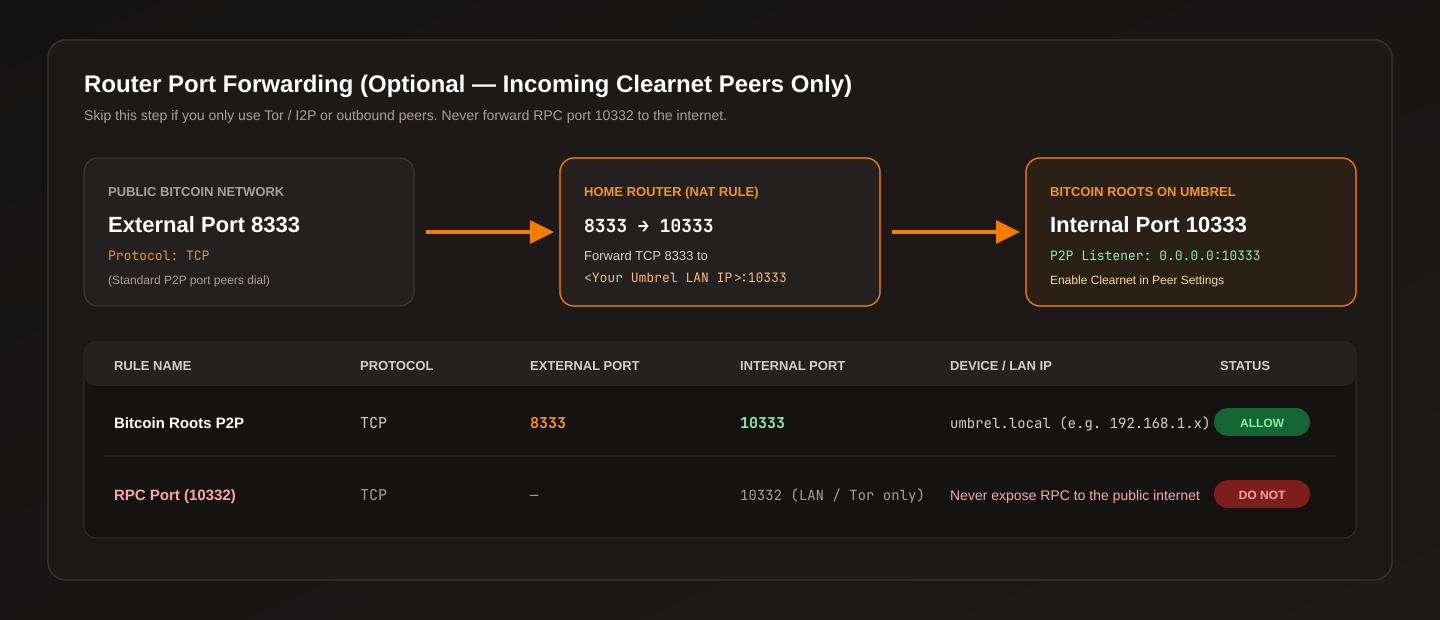 Router Port Forwarding (Optional — Incoming Clearnet Peers Only)
Skip this step if you only use Tor / I2P or outbound peers. Never forward RPC port 10332 to the internet.
PUBLIC BITCOIN NETWORK
External Port 8333
Protocol: TCP
(Standard P2P port peers dial)
HOME ROUTER (NAT RULE)
8333 → 10333
Forward TCP 8333 to
<Your Umbrel LAN IP>:10333
BITCOIN ROOTS ON UMBREL
Internal Port 10333
P2P Listener: 0.0.0.0:10333
Enable Clearnet in Peer Settings
RULE NAME PROTOCOL EXTERNAL PORT INTERNAL PORT DEVICE / LAN IP STATUS
Bitcoin Roots P2P TCP 8333 10333 umbrel.local (e.g. 192.168.1.x) ALLOW
RPC Port (10332) TCP — 10332 (LAN / Tor only) Never expose RPC to the public internet DO NOT